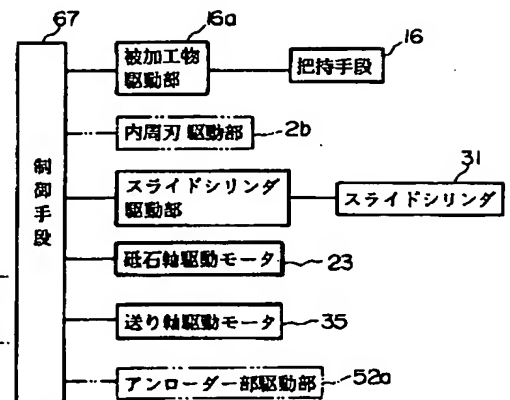 67
制御手段
16a
被加工物
駆動部
16
把持手段
内周刃駆動部
2b
スライドシリンダ
駆動部
31
スライドシリンダ
砥石軸駆動モータ
23
送り軸駆動モータ
35
アンローダー部駆動部
52a